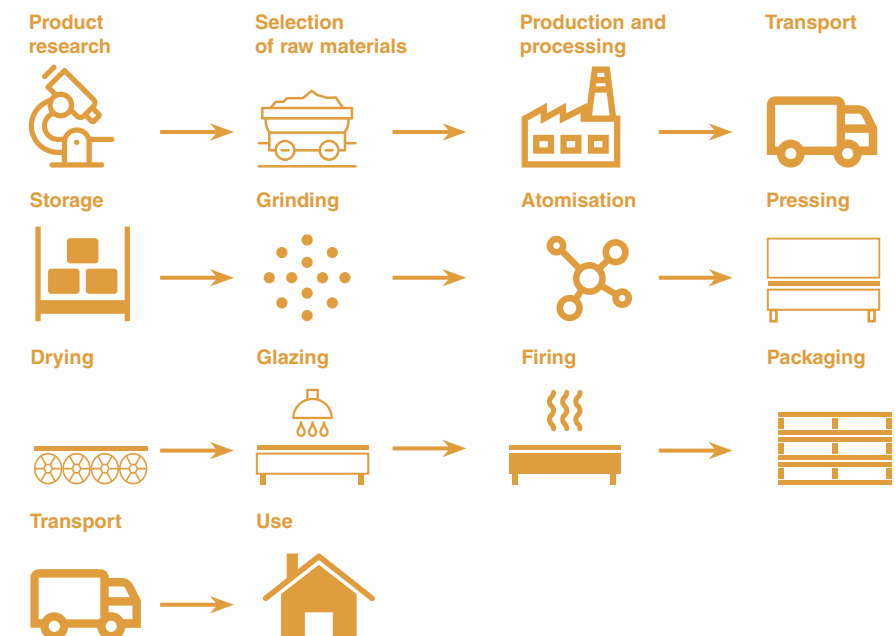 Product
research
Selection
of raw materials
Production and
processing
Transport
Storage
Grinding
Atomisation
Pressing
Drying
Glazing
Firing
Packaging
Transport
Use